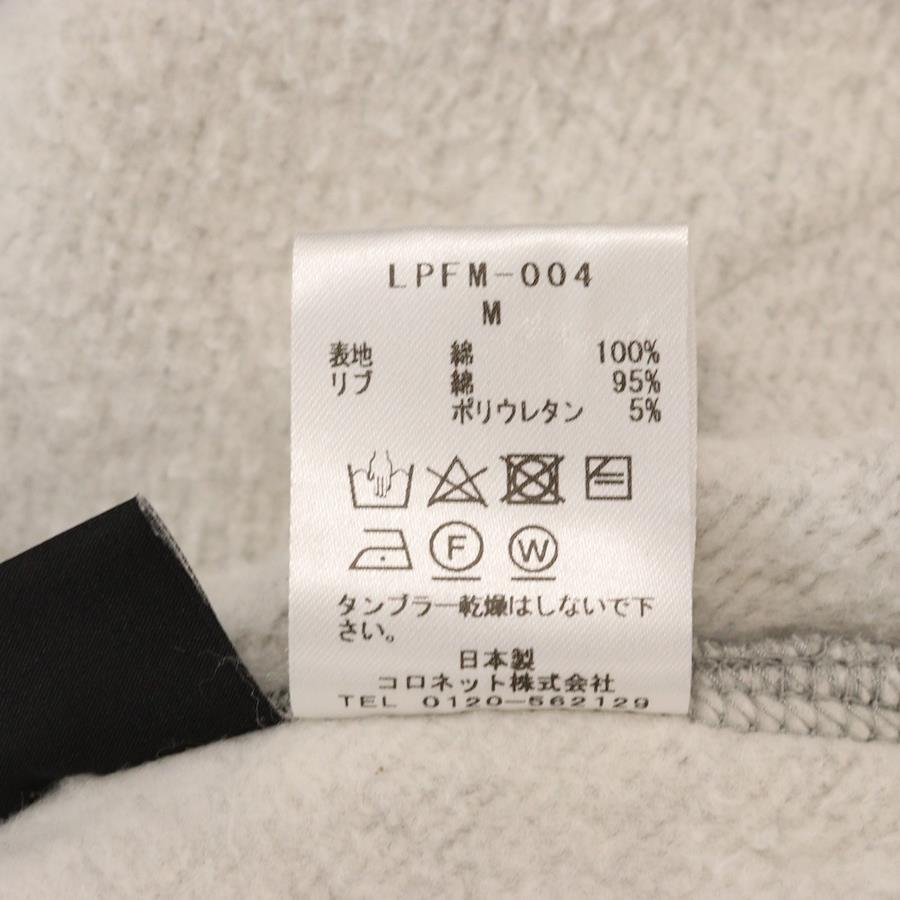 LPFM-004
M
表地 綿 100%
リブ 綿 95%
ポリウレタン 5%
F W
タンブラー乾燥はしないで下
さい。
日本製
コロネット株式会社
TEL 0120-562129